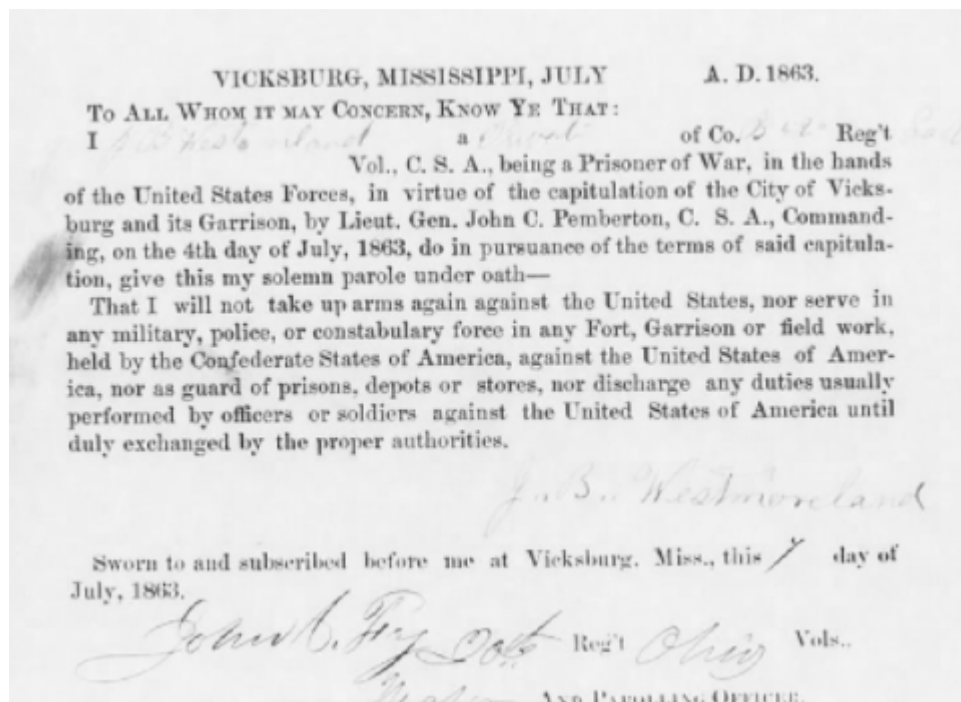 VICKSBURG, MISSISSIPPI, JULY A. D. 1863.
TO ALL WHOM IT MAY CONCERN, KNOW YE THAT:
I J B Westmoreland a Private of Co. B Reg't
Vol., C. S. A., being a Prisoner of War, in the hands
of the United States Forces, in virtue of the capitulation of the City of Vicks-
burg and its Garrison, by Lieut. Gen. John C. Pemberton, C. S. A., Command-
ing, on the 4th day of July, 1863, do in pursuance of the terms of said capitula-
tion, give this my solemn parole under oath—
That I will not take up arms again against the United States, nor serve in
any military, police, or constabulary force in any Fort, Garrison or field work,
held by the Confederate States of America, against the United States of Amer-
ica, nor as guard of prisons, depots or stores, nor discharge any duties usually
performed by officers or soldiers against the United States of America until
duly exchanged by the proper authorities.
J. B. Westmoreland
Sworn to and subscribed before me at Vicksburg, Miss., this 7 day of
July, 1863.
John C. Fry 20th Reg't Ohio Vols..
Major AND PAROLLING OFFICER.